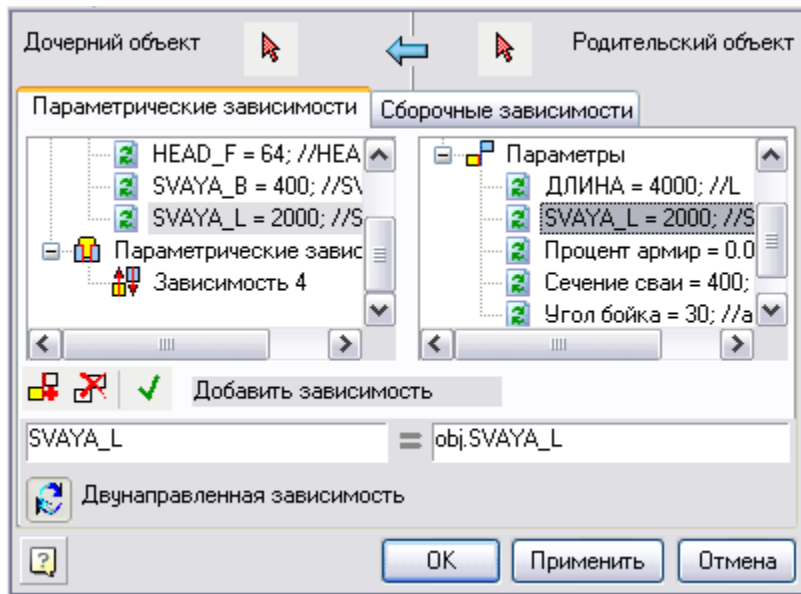 Дочерний объект
Родительский объект
Параметрические зависимости
Сборочные зависимости
HEAD_F = 64; //HEA
SVAYA_B = 400; //SV
SVAYA_L = 2000; //S
Параметрические завис
Зависимость 4
Параметры
ДЛИНА = 4000; //L
SVAYA_L = 2000; //S
Процент армир = 0.0
Сечение сваи = 400;
Угол бойка = 30; //a
Добавить зависимость
SVAYA_L = obj.SVAYA_L
Двунаправленная зависимость
? OK Применить Отмена